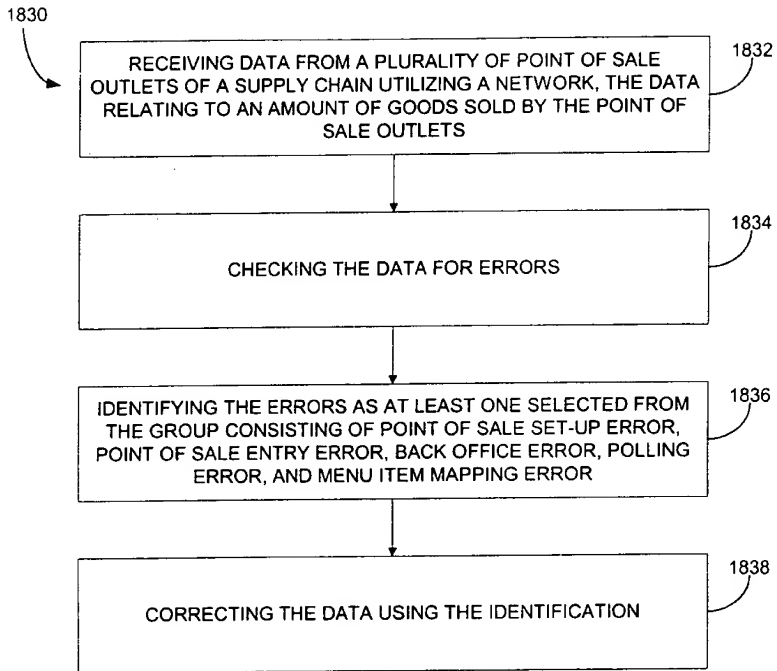 1830
RECEIVING DATA FROM A PLURALITY OF POINT OF SALE
OUTLETS OF A SUPPLY CHAIN UTILIZING A NETWORK, THE DATA
RELATING TO AN AMOUNT OF GOODS SOLD BY THE POINT OF
SALE OUTLETS
1832
CHECKING THE DATA FOR ERRORS
1834
IDENTIFYING THE ERRORS AS AT LEAST ONE SELECTED FROM
THE GROUP CONSISTING OF POINT OF SALE SET-UP ERROR,
POINT OF SALE ENTRY ERROR, BACK OFFICE ERROR, POLLING
ERROR, AND MENU ITEM MAPPING ERROR
1836
CORRECTING THE DATA USING THE IDENTIFICATION
1838